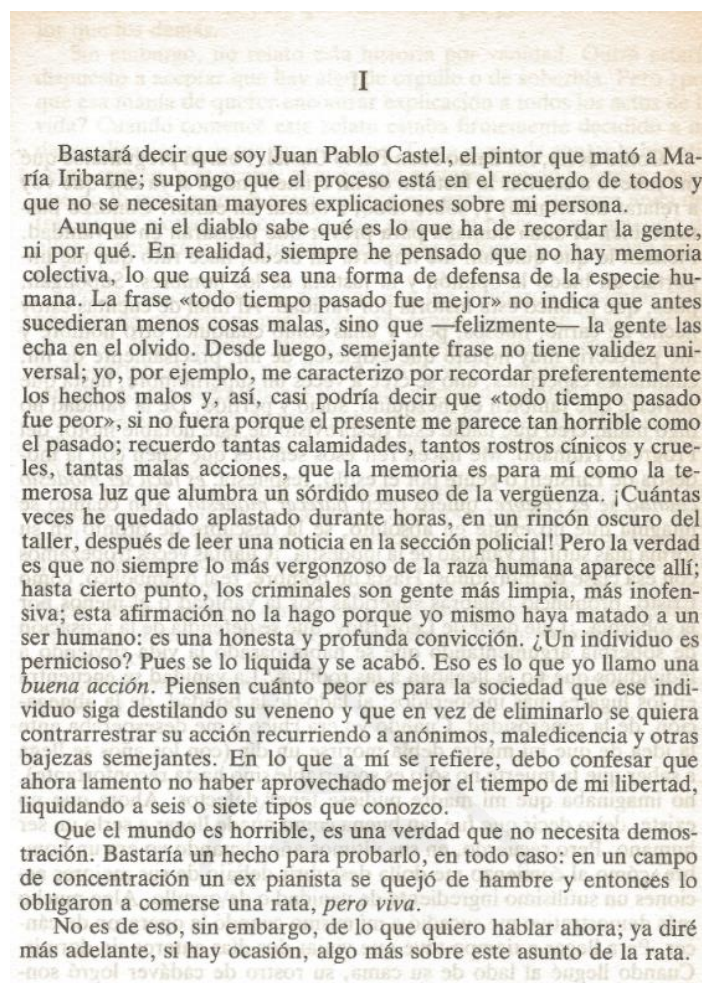 I
Bastará decir que soy Juan Pablo Castel, el pintor que mató a Ma-
ría Iribarne; supongo que el proceso está en el recuerdo de todos y
que no se necesitan mayores explicaciones sobre mi persona.
Aunque ni el diablo sabe qué es lo que ha de recordar la gente,
ni por qué. En realidad, siempre he pensado que no hay memoria
colectiva, lo que quizá sea una forma de defensa de la especie hu-
mana. La frase «todo tiempo pasado fue mejor» no indica que antes
sucedieran menos cosas malas, sino que —felizmente— la gente las
echa en el olvido. Desde luego, semejante frase no tiene validez uni-
versal; yo, por ejemplo, me caracterizo por recordar preferentemente
los hechos malos y, así, casi podría decir que «todo tiempo pasado
fue peor», si no fuera porque el presente me parece tan horrible como
el pasado; recuerdo tantas calamidades, tantos rostros cínicos y crue-
les, tantas malas acciones, que la memoria es para mí como la te-
merosa luz que alumbra un sórdido museo de la vergüenza. ¡Cuántas
veces he quedado aplastado durante horas, en un rincón oscuro del
taller, después de leer una noticia en la sección policial! Pero la verdad
es que no siempre lo más vergonzoso de la raza humana aparece allí;
hasta cierto punto, los criminales son gente más limpia, más inofen-
siva; esta afirmación no la hago porque yo mismo haya matado a un
ser humano: es una honesta y profunda convicción. ¿Un individuo es
pernicioso? Pues se lo liquida y se acabó. Eso es lo que yo llamo una
buena acción. Piensen cuánto peor es para la sociedad que ese indi-
viduo siga destilando su veneno y que en vez de eliminarlo se quiera
contrarrestrar su acción recurriendo a anónimos, maledicencia y otras
bajezas semejantes. En lo que a mí se refiere, debo confesar que
ahora lamento no haber aprovechado mejor el tiempo de mi libertad,
liquidando a seis o siete tipos que conozco.
Que el mundo es horrible, es una verdad que no necesita demos-
tración. Bastaría un hecho para probarlo, en todo caso: en un campo
de concentración un ex pianista se quejó de hambre y entonces lo
obligaron a comerse una rata, pero viva.
No es de eso, sin embargo, de lo que quiero hablar ahora; ya diré
más adelante, si hay ocasión, algo más sobre este asunto de la rata.